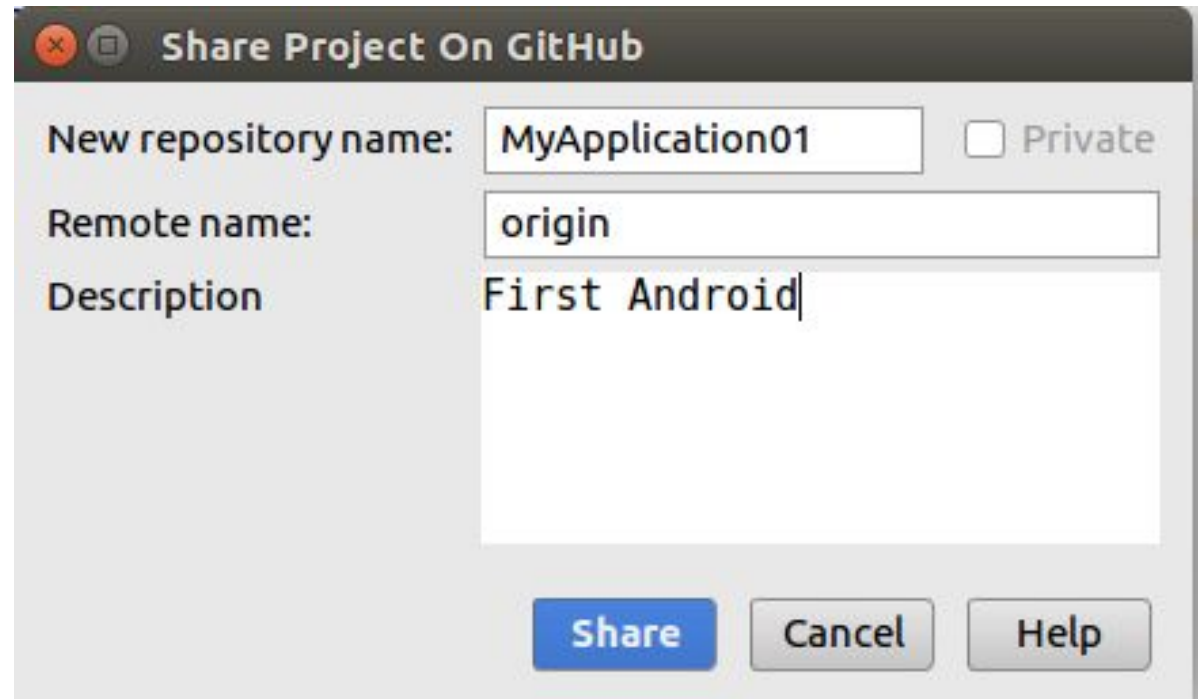 Share Project On GitHub
New repository name: MyApplication01 Private
Remote name: origin
Description First Android
Share Cancel Help